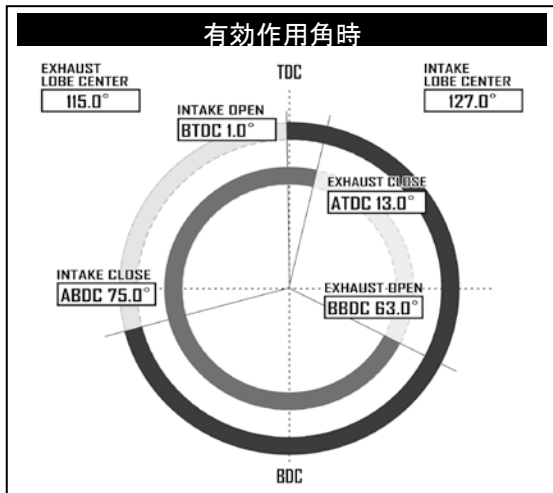 有効作用角時
EXHAUST
LOBE CENTER
115.0°
TDC
INTAKE
LOBE CENTER
127.0°
INTAKE OPEN
BTDC 1.0°
EXHAUST CLOSE
ATDC 13.0°
INTAKE CLOSE
ABDC 75.0°
EXHAUST OPEN
BBDC 63.0°
BDC